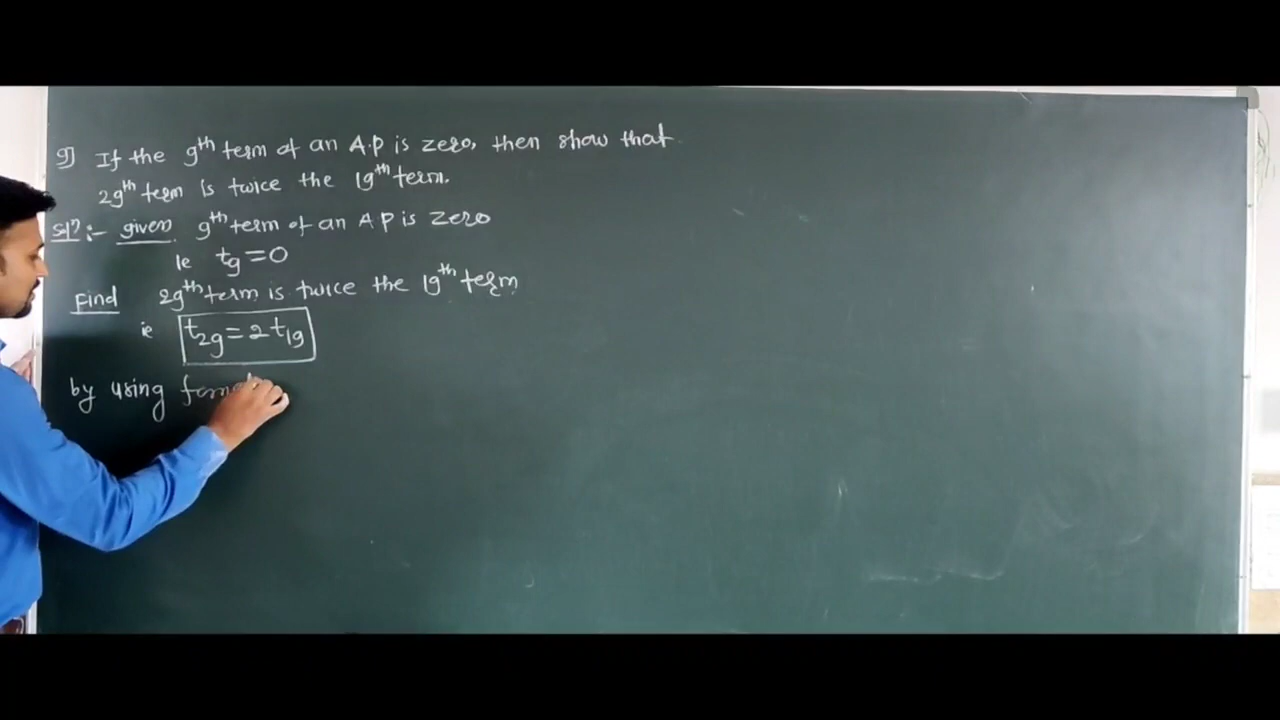 9] If the 9th term of an A.P is zero, then show that
29th term is twice the 19th term.
Soln:- given 9th term of an A P is zero
ie t9 = 0
Find 29th term is twice the 19th term
ie t29 = 2 t19
by using